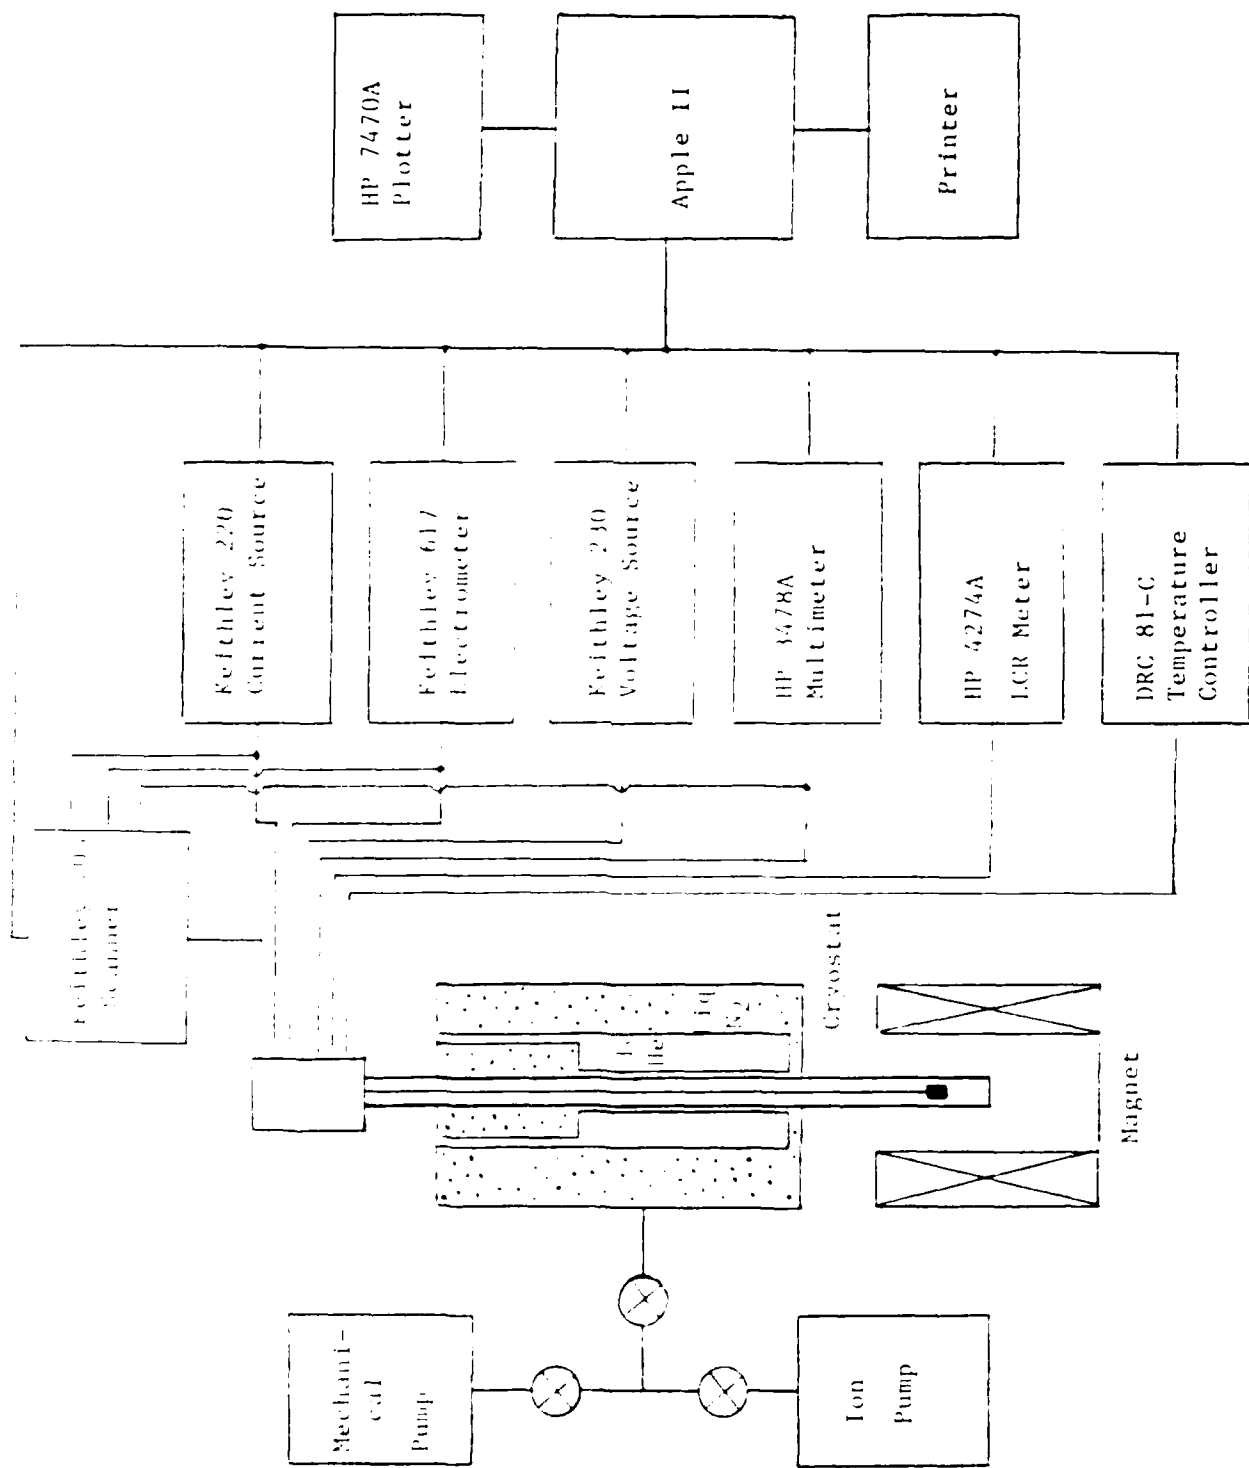 HP 7470A
Plotter
Apple II
Printer
Keithley 220
Current Source
Keithley 617
Electrometer
Keithley 230
Voltage Source
HP 3478A
Multimeter
HP 4274A
LCR Meter
DRC 81-C
Temperature
Controller
Keithley
Scanner
He
N2
Cryostat
Magnet
Mechani-
cal
Pump
Ion
Pump